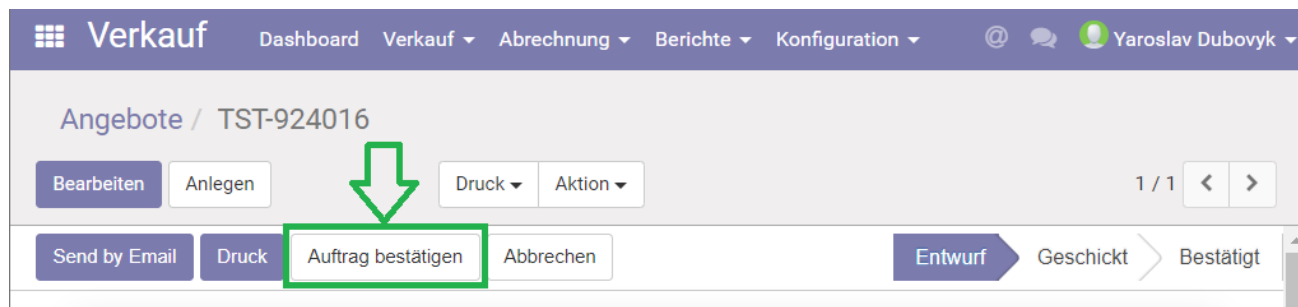 Verkauf Dashboard Verkauf Abrechnung Berichte Konfiguration @ Yaroslav Dubovyk
Angebote / TST-924016
Bearbeiten Anlegen Druck Aktion 1 / 1
Send by Email Druck Auftrag bestätigen Abbrechen Entwurf Geschickt Bestätigt